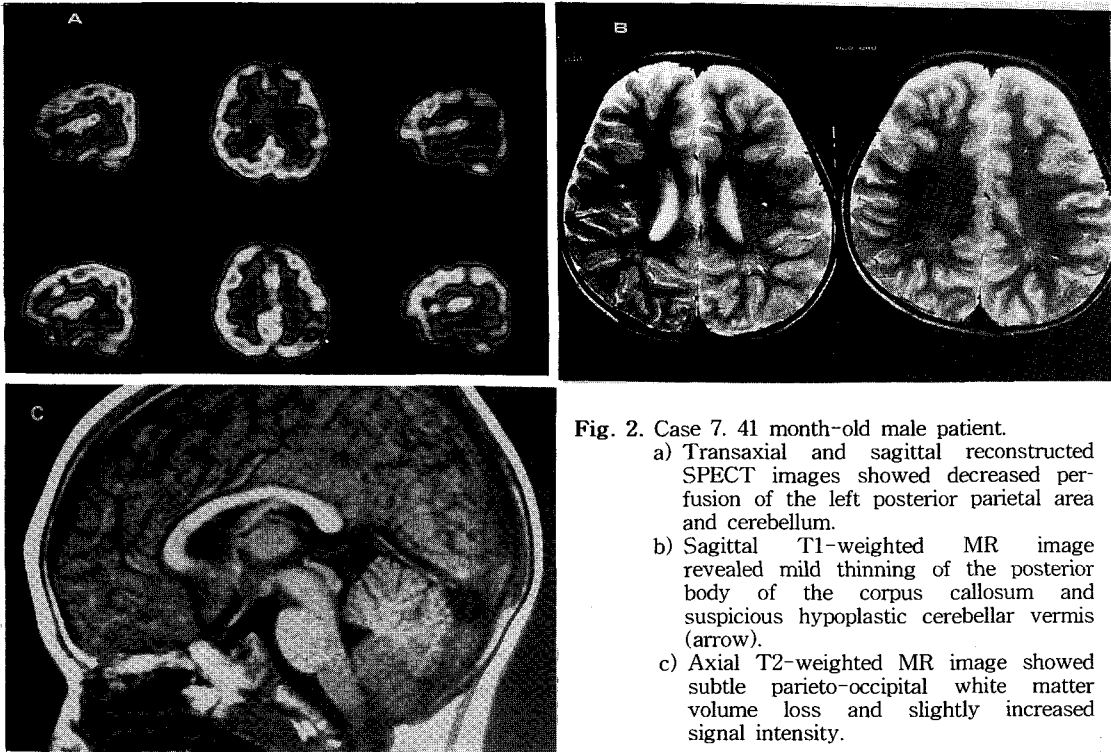 A
B
C
Fig. 2. Case 7. 41 month-old male patient.
a) Transaxial and sagittal reconstructed
SPECT images showed decreased per-
fusion of the left posterior parietal area
and cerebellum.
b) Sagittal T1-weighted MR image
revealed mild thinning of the posterior
body of the corpus callosum and
suspicious hypoplastic cerebellar vermis
(arrow).
c) Axial T2-weighted MR image showed
subtle parieto-occipital white matter
volume loss and slightly increased
signal intensity.